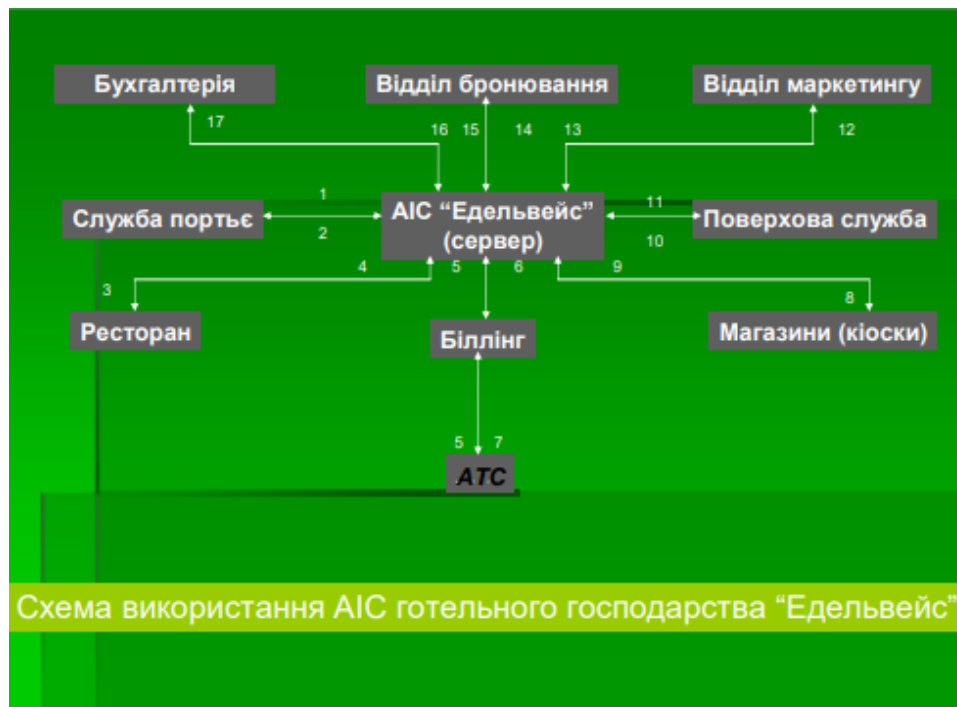 Бухгалтерія
Відділ бронювання
Відділ маркетингу
17
16
15
14
13
12
1
11
Служба портьє
АІС “Едельвейс”
(сервер)
Поверхова служба
2
10
4
5
6
9
3
8
Ресторан
Біллінг
Магазини (кіоски)
5
7
АТС
Схема використання АІС готельного господарства “Едельвейс”